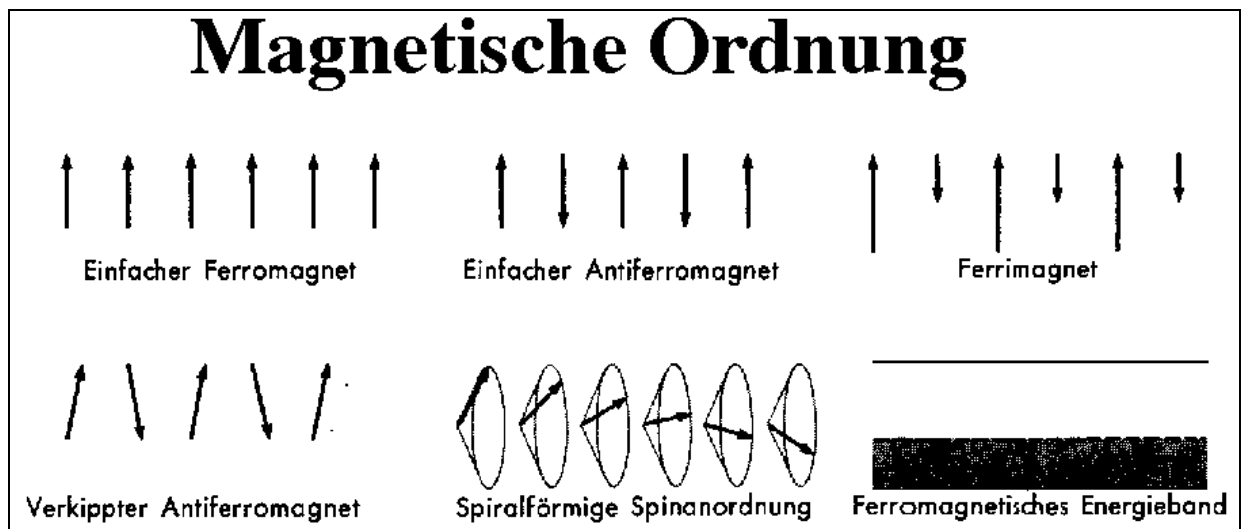 Magnetische Ordnung
Einfacher Ferromagnet
Einfacher Antiferromagnet
Ferrimagnet
Verkippter Antiferromagnet
Spiralförmige Spinanordnung
Ferromagnetisches Energieband